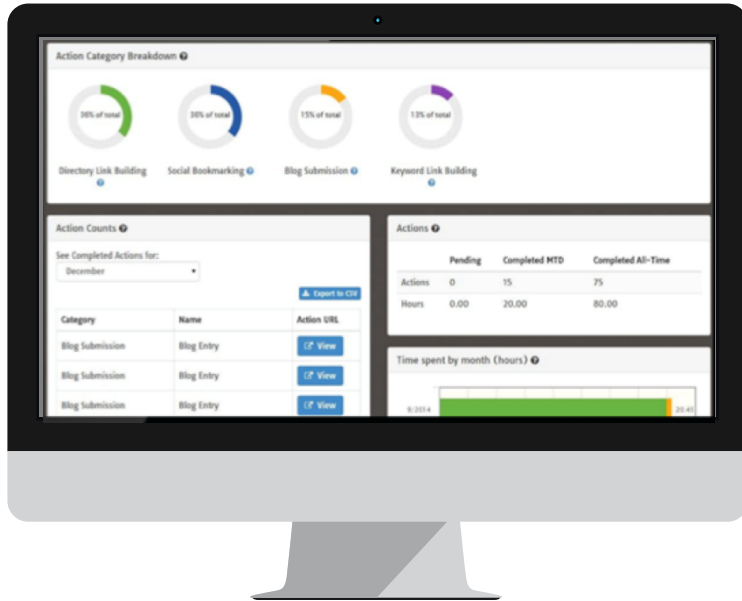 Action Category Breakdown
36% of total
36% of total
15% of total
13% of total
Directory Link Building
Social Bookmarking
Blog Submission
Keyword Link Building
Action Counts
See Completed Actions for:
December
Export to CSV
Category Name Action URL
Blog Submission Blog Entry View
Blog Submission Blog Entry View
Blog Submission Blog Entry View
Actions
Pending Completed MTD Completed All-Time
Actions 0 15 75
Hours 0.00 20.00 80.00
Time spent by month (hours)
9/2014 20.45